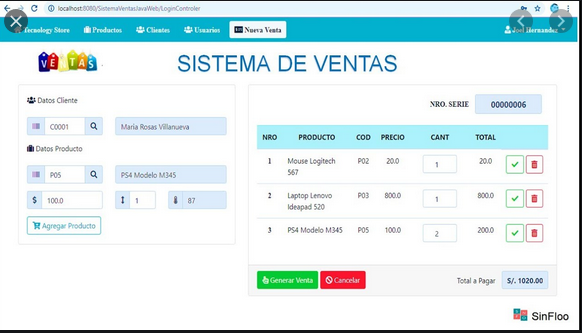 localhost:8080/SistemaVentasJavaWeb/LoginControler
Tecnology Store Productos Clientes Usuarios Nueva Venta Joel Hernandez
VENTAS
SISTEMA DE VENTAS
Datos Cliente
C0001 Maria Rosas Villanueva
Datos Producto
P05 PS4 Modelo M345
$ 100.0 1 87
Agregar Producto
NRO. SERIE 00000006
NRO PRODUCTO COD PRECIO CANT TOTAL
1 Mouse Logitech 567 P02 20.0 1 20.0
2 Laptop Lenovo Ideapad 520 P03 800.0 1 800.0
3 PS4 Modelo M345 P05 100.0 2 200.0
Generar Venta Cancelar Total a Pagar S/. 1020.00
SinFloo